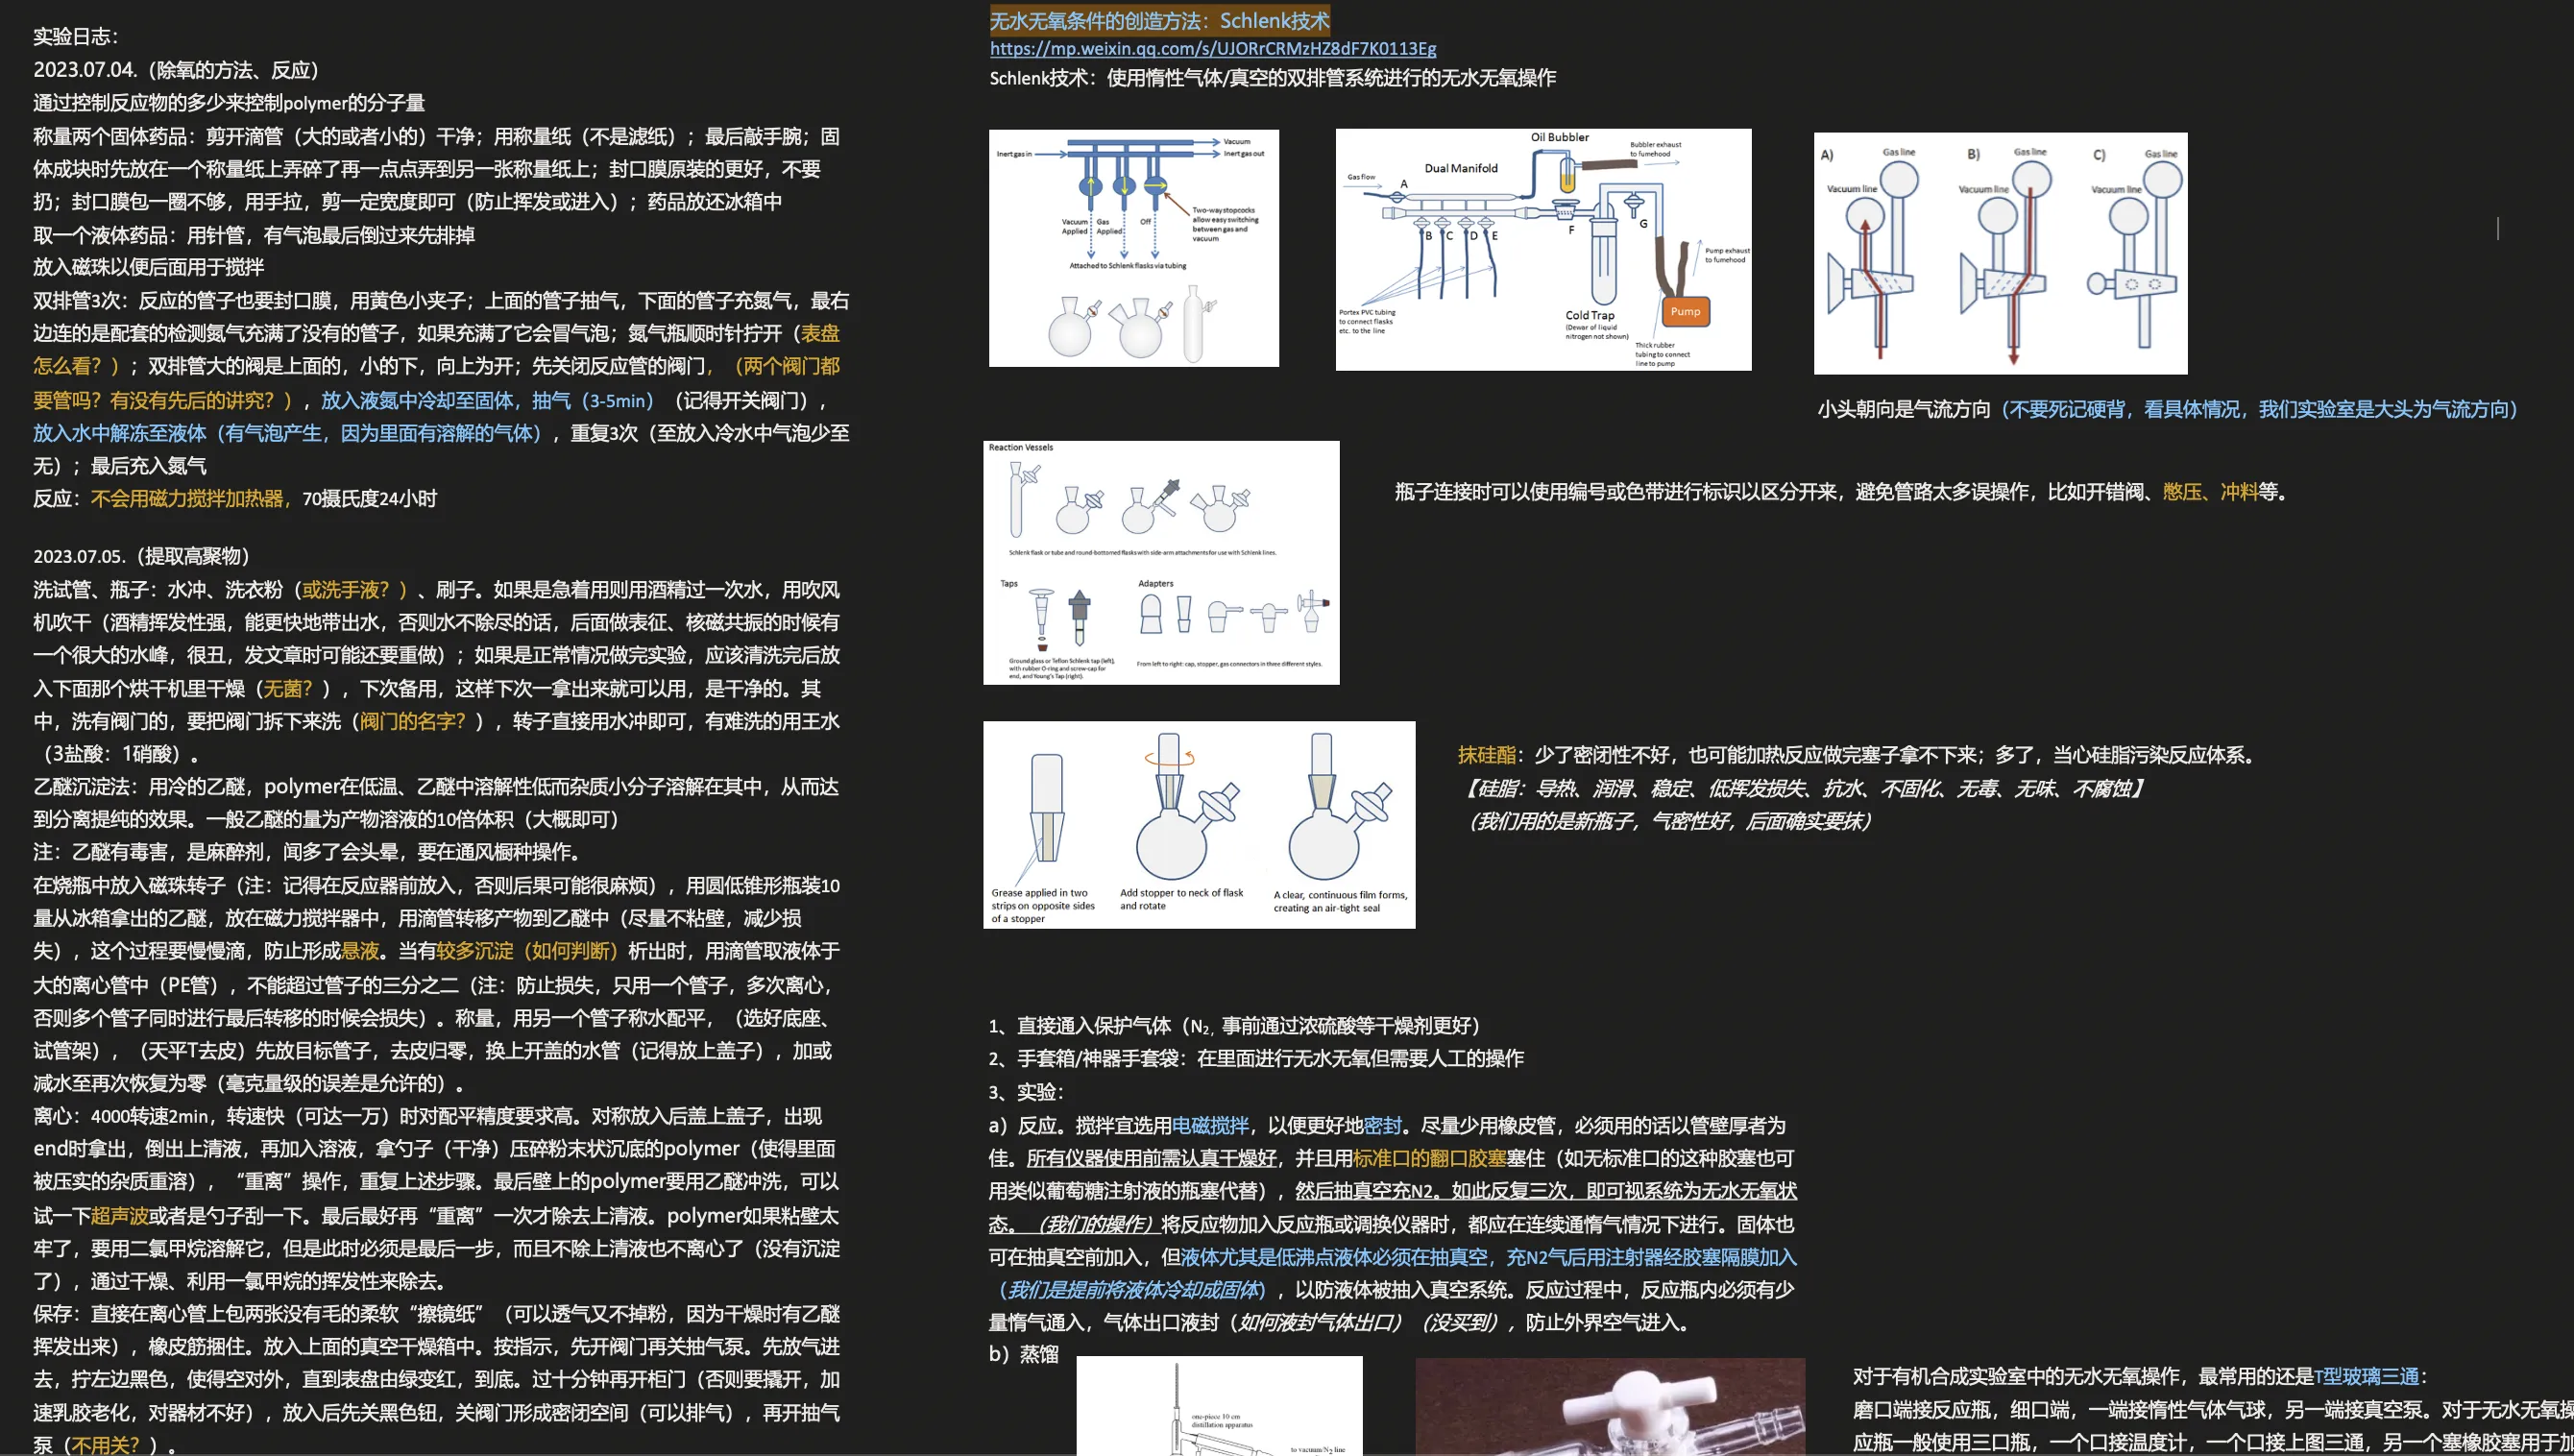 实验日志：
2023.07.04.（除氧的方法、反应）
通过控制反应物的多少来控制polymer的分子量
称量两个固体药品：剪开滴管（大的或者小的）干净；用称量纸（不是滤纸）；最后敲手腕；固
体成块时先放在一个称量纸上弄碎了再一点点弄到另一张称量纸上；封口膜原装的更好，不要
扔；封口膜包一圈不够，用手拉，剪一定宽度即可（防止挥发或进入）；药品放还冰箱中
取一个液体药品：用针管，有气泡最后倒过来先排掉
放入磁珠以便后面用于搅拌
双排管3次：反应的管子也要封口膜，用黄色小夹子；上面的管子抽气，下面的管子充氮气，最右
边连的是配套的检测氮气充满了没有的管子，如果充满了它会冒气泡；氮气瓶顺时针拧开（表盘
怎么看？）；双排管大的阀是上面的，小的下，向上为开；先关闭反应管的阀门，（两个阀门都
要管吗？有没有先后的讲究？），放入液氮中冷却至固体，抽气（3-5min）（记得开关阀门），
放入水中解冻至液体（有气泡产生，因为里面有溶解的气体），重复3次（至放入冷水中气泡少至
无）；最后充入氮气
反应：不会用磁力搅拌加热器，70摄氏度24小时
2023.07.05.（提取高聚物）
洗试管、瓶子：水冲、洗衣粉（或洗手液？）、刷子。如果是急着用则用酒精过一次水，用吹风
机吹干（酒精挥发性强，能更快地带出水，否则水不除尽的话，后面做表征、核磁共振的时候有
一个很大的水峰，很丑，发文章时可能还要重做）；如果是正常情况做完实验，应该清洗完后放
入下面那个烘干机里干燥（无菌？），下次备用，这样下次一拿出来就可以用，是干净的。其
中，洗有阀门的，要把阀门拆下来洗（阀门的名字？），转子直接用水冲即可，有难洗的用王水
（3盐酸：1硝酸）。
乙醚沉淀法：用冷的乙醚，polymer在低温、乙醚中溶解性低而杂质小分子溶解在其中，从而达
到分离提纯的效果。一般乙醚的量为产物溶液的10倍体积（大概即可）
注：乙醚有毒害，是麻醉剂，闻多了会头晕，要在通风橱种操作。
在烧瓶中放入磁珠转子（注：记得在反应器前放入，否则后果可能很麻烦），用圆低锥形瓶装10
量从冰箱拿出的乙醚，放在磁力搅拌器中，用滴管转移产物到乙醚中（尽量不粘壁，减少损
失），这个过程要慢慢滴，防止形成悬液。当有较多沉淀（如何判断）析出时，用滴管取液体于
大的离心管中（PE管），不能超过管子的三分之二（注：防止损失，只用一个管子，多次离心，
否则多个管子同时进行最后转移的时候会损失）。称量，用另一个管子称水配平，（选好底座、
试管架），（天平T去皮）先放目标管子，去皮归零，换上开盖的水管（记得放上盖子），加或
减水至再次恢复为零（毫克量级的误差是允许的）。
离心：4000转速2min，转速快（可达一万）时对配平精度要求高。对称放入后盖上盖子，出现
end时拿出，倒出上清液，再加入溶液，拿勺子（干净）压碎粉末状沉底的polymer（使得里面
被压实的杂质重溶），“重离”操作，重复上述步骤。最后壁上的polymer要用乙醚冲洗，可以
试一下超声波或者是勺子刮一下。最后最好再“重离”一次才除去上清液。polymer如果粘壁太
牢了，要用二氯甲烷溶解它，但是此时必须是最后一步，而且不除上清液也不离心了（没有沉淀
了），通过干燥、利用一氯甲烷的挥发性来除去。
保存：直接在离心管上包两张没有毛的柔软“擦镜纸”（可以透气又不掉粉，因为干燥时有乙醚
挥发出来），橡皮筋捆住。放入上面的真空干燥箱中。按指示，先开阀门再关抽气泵。先放气进
去，拧左边黑色，使得空对外，直到表盘由绿变红，到底。过十分钟再开柜门（否则要撬开，加
速乳胶老化，对器材不好），放入后先关黑色钮，关阀门形成密闭空间（可以排气），再开抽气
泵（不用关？）。
无水无氧条件的创造方法：Schlenk技术
https://mp.weixin.qq.com/s/UJORrCRMzHZ8dF7K0113Eg
Schlenk技术：使用惰性气体/真空的双排管系统进行的无水无氧操作
Vacuum
Inert gas in
Inert gas out
Vacuum Applied
Gas Applied
Off
Two-way stopcocks
allow easy switching
between gas and
vacuum
Attached to Schlenk flasks via tubing
Oil Bubbler
Bubbler exhaust
to fumehood
Dual Manifold
Gas flow
A
B C D E
F
G
Pump exhaust
to fumehood
Portex PVC tubing
to connect flasks
etc. to the line
Cold Trap
(Dewar of liquid
nitrogen not shown)
Pump
Thick rubber
tubing to connect
line to pump
A) Gas line
Vacuum line
B) Gas line
Vacuum line
C) Gas line
Vacuum line
小头朝向是气流方向（不要死记硬背，看具体情况，我们实验室是大头为气流方向）
Reaction Vessels
Schlenk flask or tube and round-bottomed flasks with side-arm attachments for use with Schlenk lines.
Taps
Adapters
Ground glass or Teflon Schlenk tap (left),
with rubber O-ring and screw-cap for
end, and Young's Tap (right).
From left to right: cap, stopper, gas connectors in three different styles.
瓶子连接时可以使用编号或色带进行标识以区分开来，避免管路太多误操作，比如开错阀、憋压、冲料等。
Grease applied in two
strips on opposite sides
of a stopper
Add stopper to neck of flask
and rotate
A clear, continuous film forms,
creating an air-tight seal
抹硅酯：少了密闭性不好，也可能加热反应做完塞子拿不下来；多了，当心硅脂污染反应体系。
【硅脂：导热、润滑、稳定、低挥发损失、抗水、不固化、无毒、无味、不腐蚀】
（我们用的是新瓶子，气密性好，后面确实要抹）
1、直接通入保护气体（N₂，事前通过浓硫酸等干燥剂更好）
2、手套箱/神器手套袋：在里面进行无水无氧但需要人工的操作
3、实验：
a）反应。搅拌宜选用电磁搅拌，以便更好地密封。尽量少用橡皮管，必须用的话以管壁厚者为
佳。所有仪器使用前需认真干燥好，并且用标准口的翻口胶塞塞住（如无标准口的这种胶塞也可
用类似葡萄糖注射液的瓶塞代替），然后抽真空充N2。如此反复三次，即可视系统为无水无氧状
态。（我们的操作）将反应物加入反应瓶或调换仪器时，都应在连续通惰气情况下进行。固体也
可在抽真空前加入，但液体尤其是低沸点液体必须在抽真空，充N2气后用注射器经胶塞隔膜加入
（我们是提前将液体冷却成固体），以防液体被抽入真空系统。反应过程中，反应瓶内必须有少
量惰气通入，气体出口液封（如何液封气体出口）（没买到），防止外界空气进入。
b）蒸馏
one-piece 10 cm
distillation apparatus
to vacuum/N2 line
对于有机合成实验室中的无水无氧操作，最常用的还是T型玻璃三通：
磨口端接反应瓶，细口端，一端接惰性气体气球，另一端接真空泵。对于无水无氧
应瓶一般使用三口瓶，一个口接温度计，一个口接上图三通，另一个塞橡胶塞用于